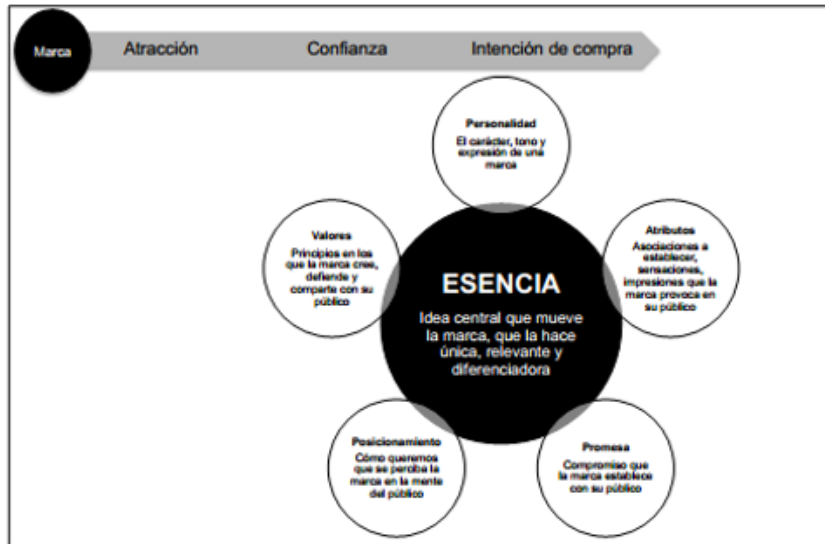 Marca
Atracción
Confianza
Intención de compra
Personalidad
El carácter, tono y
expresión de una
marca
Valores
Principios en los
que la marca cree,
defiende y
comparte con su
público
Atributos
Asociaciones a
establecer,
sensaciones,
impresiones que la
marca provoca en
su público
ESENCIA
Idea central que mueve
la marca, que la hace
única, relevante y
diferenciadora
Posicionamiento
Cómo queremos
que se perciba la
marca en la mente
del público
Promesa
Compromiso que
la marca establece
con su público